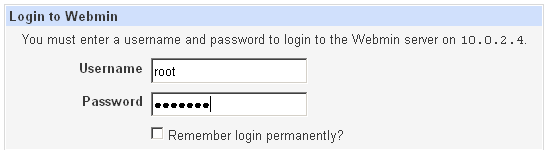 Login to Webmin
You must enter a username and password to login to the Webmin server on 10.0.2.4.
Username root
Password ●●●●●●●
Remember login permanently?